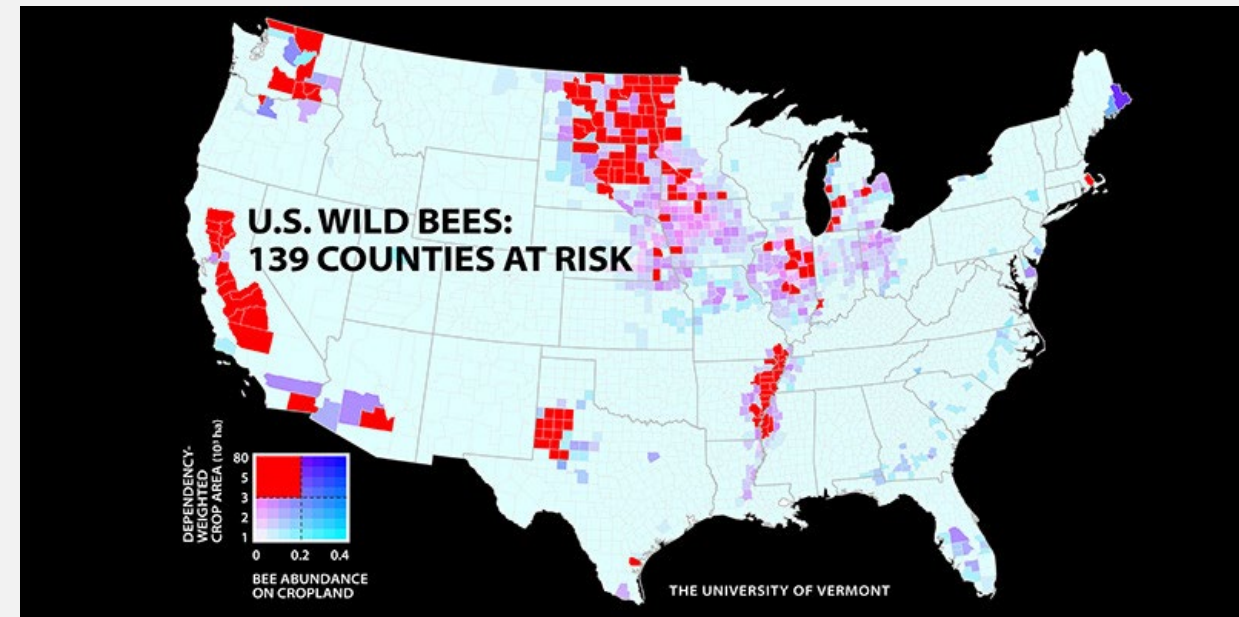 U.S. WILD BEES:
139 COUNTIES AT RISK
DEPENDENCY-
WEIGHTED
CROP AREA (10³ ha)
80
5
3
2
1
0 0.2 0.4
BEE ABUNDANCE
ON CROPLAND
THE UNIVERSITY OF VERMONT